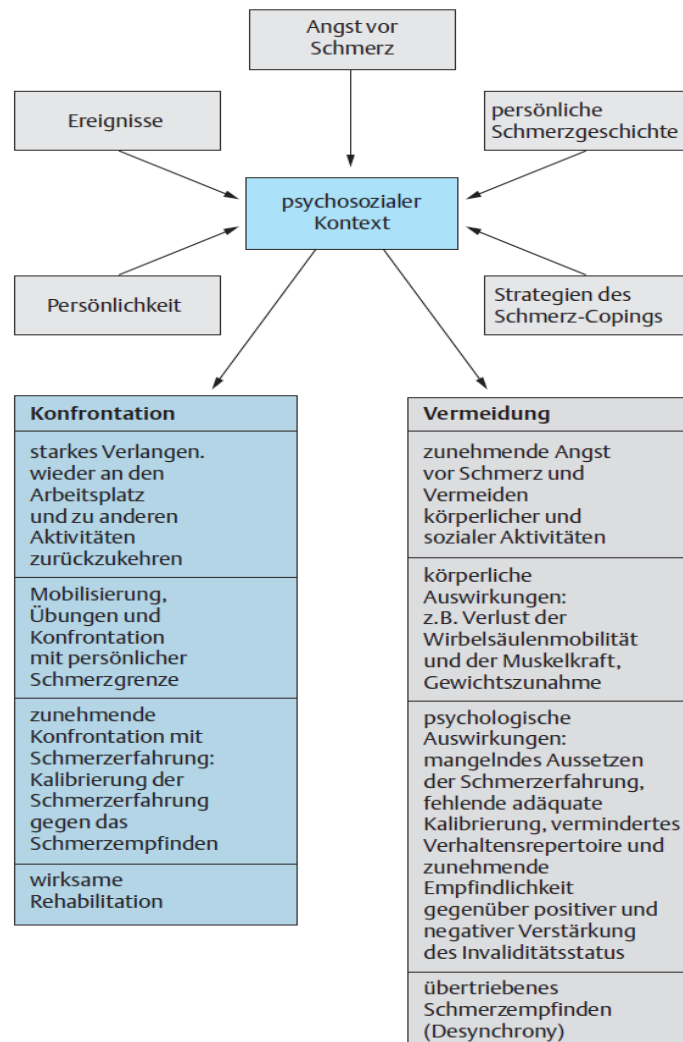 Angst vor
Schmerz
Ereignisse
persönliche
Schmerzgeschichte
psychosozialer
Kontext
Persönlichkeit
Strategien des
Schmerz-Copings
Konfrontation
starkes Verlangen.
wieder an den
Arbeitsplatz
und zu anderen
Aktivitäten
zurückzukehren
Mobilisierung,
Übungen und
Konfrontation
mit persönlicher
Schmerzgrenze
zunehmende
Konfrontation mit
Schmerzerfahrung:
Kalibrierung der
Schmerzerfahrung
gegen das
Schmerzempfinden
wirksame
Rehabilitation
Vermeidung
zunehmende Angst
vor Schmerz und
Vermeiden
körperlicher und
sozialer Aktivitäten
körperliche
Auswirkungen:
z.B. Verlust der
Wirbelsäulenmobilität
und der Muskelkraft,
Gewichtszunahme
psychologische
Auswirkungen:
mangelndes Aussetzen
der Schmerzerfahrung,
fehlende adäquate
Kalibrierung, vermindertes
Verhaltensrepertoire und
zunehmende
Empfindlichkeit
gegenüber positiver und
negativer Verstärkung
des Invaliditätsstatus
übertriebenes
Schmerzempfinden
(Desynchrony)